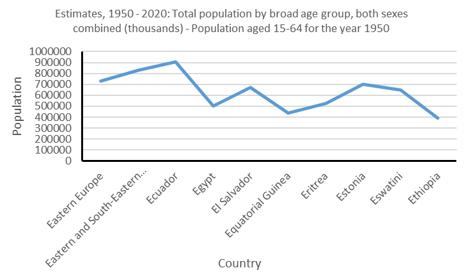 Estimates, 1950 - 2020: Total population by broad age group, both sexes
combined (thousands) - Population aged 15-64 for the year 1950
1000000
900000
800000
700000
600000
500000
400000
300000
200000
100000
0
Population
Eastern Europe
Eastern and South-Eastern...
Ecuador
Egypt
El Salvador
Equatorial Guinea
Eritrea
Estonia
Eswatini
Ethiopia
Country